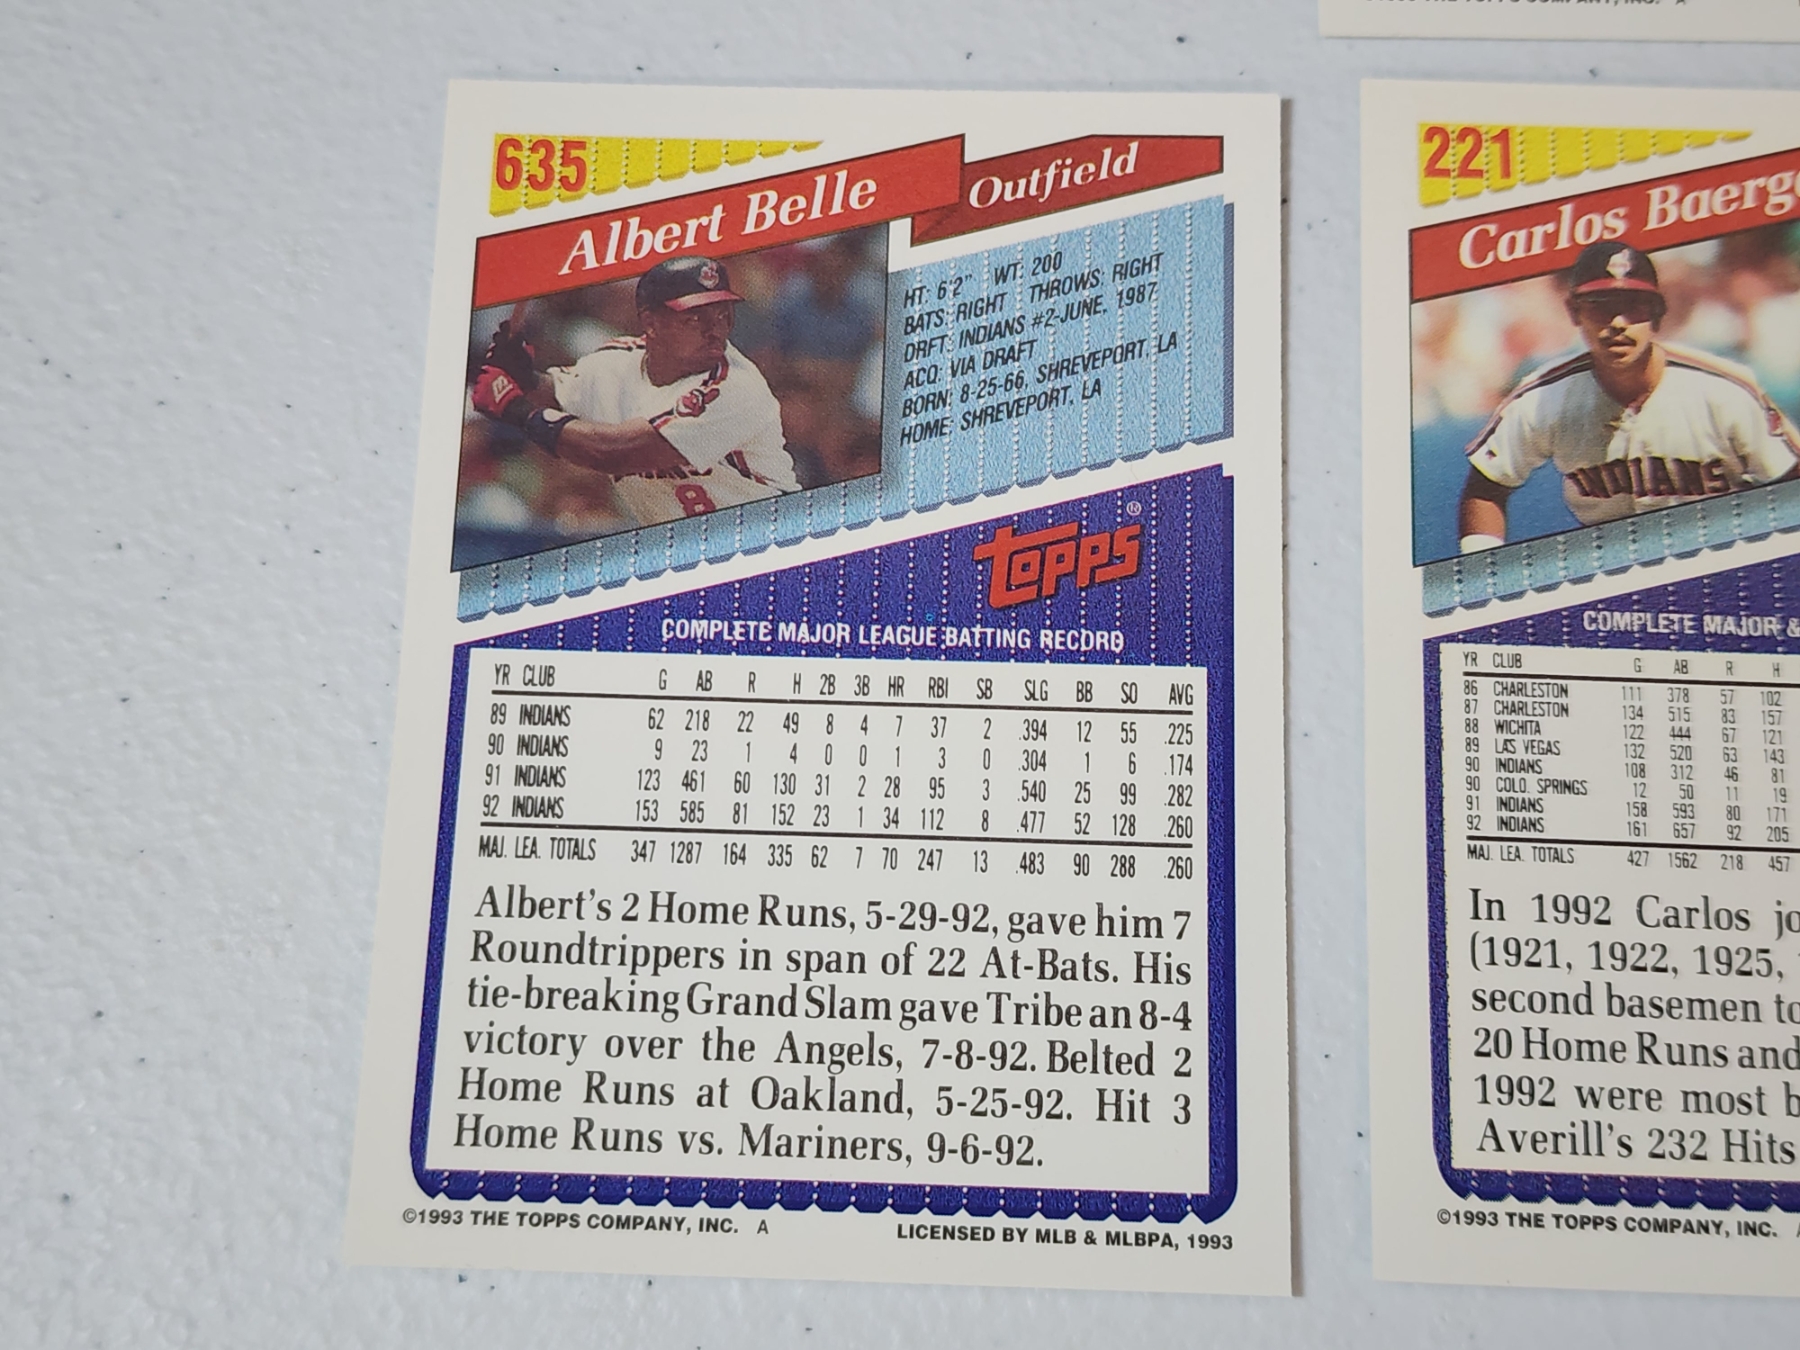 635
Albert Belle
Outfield
HT: 6'2" WT: 200
BATS: RIGHT THROWS: RIGHT
DRFT: INDIANS #2-JUNE, 1987
ACQ: VIA DRAFT
BORN: 8-25-66, SHREVEPORT, LA
HOME: SHREVEPORT, LA
8
TOPPS®
COMPLETE MAJOR LEAGUE BATTING RECORD
YR CLUB G AB R H 2B 3B HR RBI SB SLG BB SO AVG
89 INDIANS 62 218 22 49 8 4 7 37 2 .394 12 55 .225
90 INDIANS 9 23 1 4 0 0 1 3 0 .304 1 6 .174
91 INDIANS 123 461 60 130 31 2 28 95 3 .540 25 99 .282
92 INDIANS 153 585 81 152 23 1 34 112 8 .477 52 128 .260
MAJ. LEA. TOTALS 347 1287 164 335 62 7 70 247 13 .483 90 288 .260
Albert's 2 Home Runs, 5-29-92, gave him 7
Roundtrippers in span of 22 At-Bats. His
tie-breaking Grand Slam gave Tribe an 8-4
victory over the Angels, 7-8-92. Belted 2
Home Runs at Oakland, 5-25-92. Hit 3
Home Runs vs. Mariners, 9-6-92.
©1993 THE TOPPS COMPANY, INC. A LICENSED BY MLB & MLBPA, 1993
221
Carlos Baerg
INDIANS
COMPLETE MAJOR &
YR CLUB G AB R H
86 CHARLESTON 111 378 57 102
87 CHARLESTON 134 515 83 157
88 WICHITA 122 444 67 121
89 LAS VEGAS 132 520 63 143
90 INDIANS 108 312 46 81
90 COLO. SPRINGS 12 50 11 19
91 INDIANS 158 593 80 171
92 INDIANS 161 657 92 205
MAJ. LEA. TOTALS 427 1562 218 457
In 1992 Carlos jo
(1921, 1922, 1925,
second basemen to
20 Home Runs and
1992 were most b
Averill's 232 Hits
©1993 THE TOPPS COMPANY, INC.